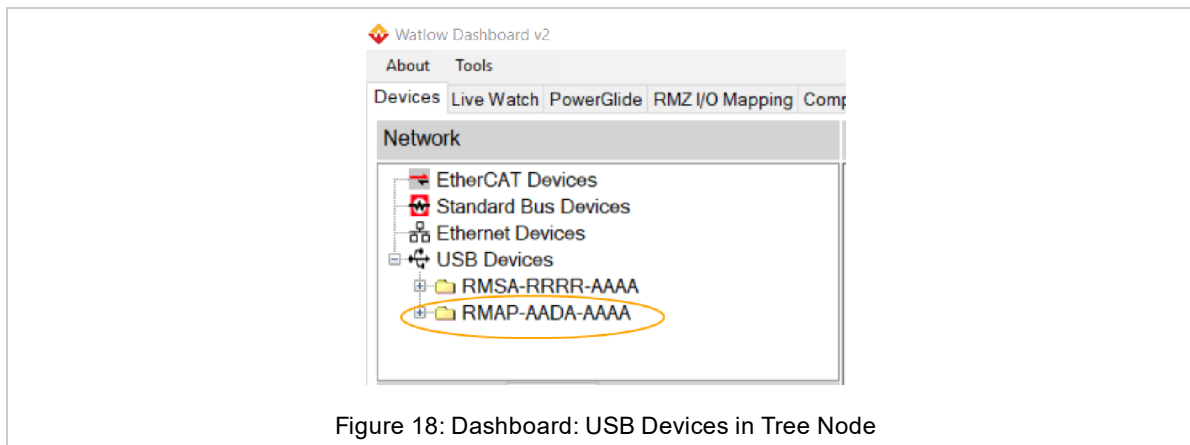 Watlow Dashboard v2
About Tools
Devices Live Watch PowerGlide RMZ I/O Mapping Comp
Network
EtherCAT Devices
Standard Bus Devices
Ethernet Devices
USB Devices
RMSA-RRRR-AAAA
RMAP-AADA-AAAA
Figure 18: Dashboard: USB Devices in Tree Node